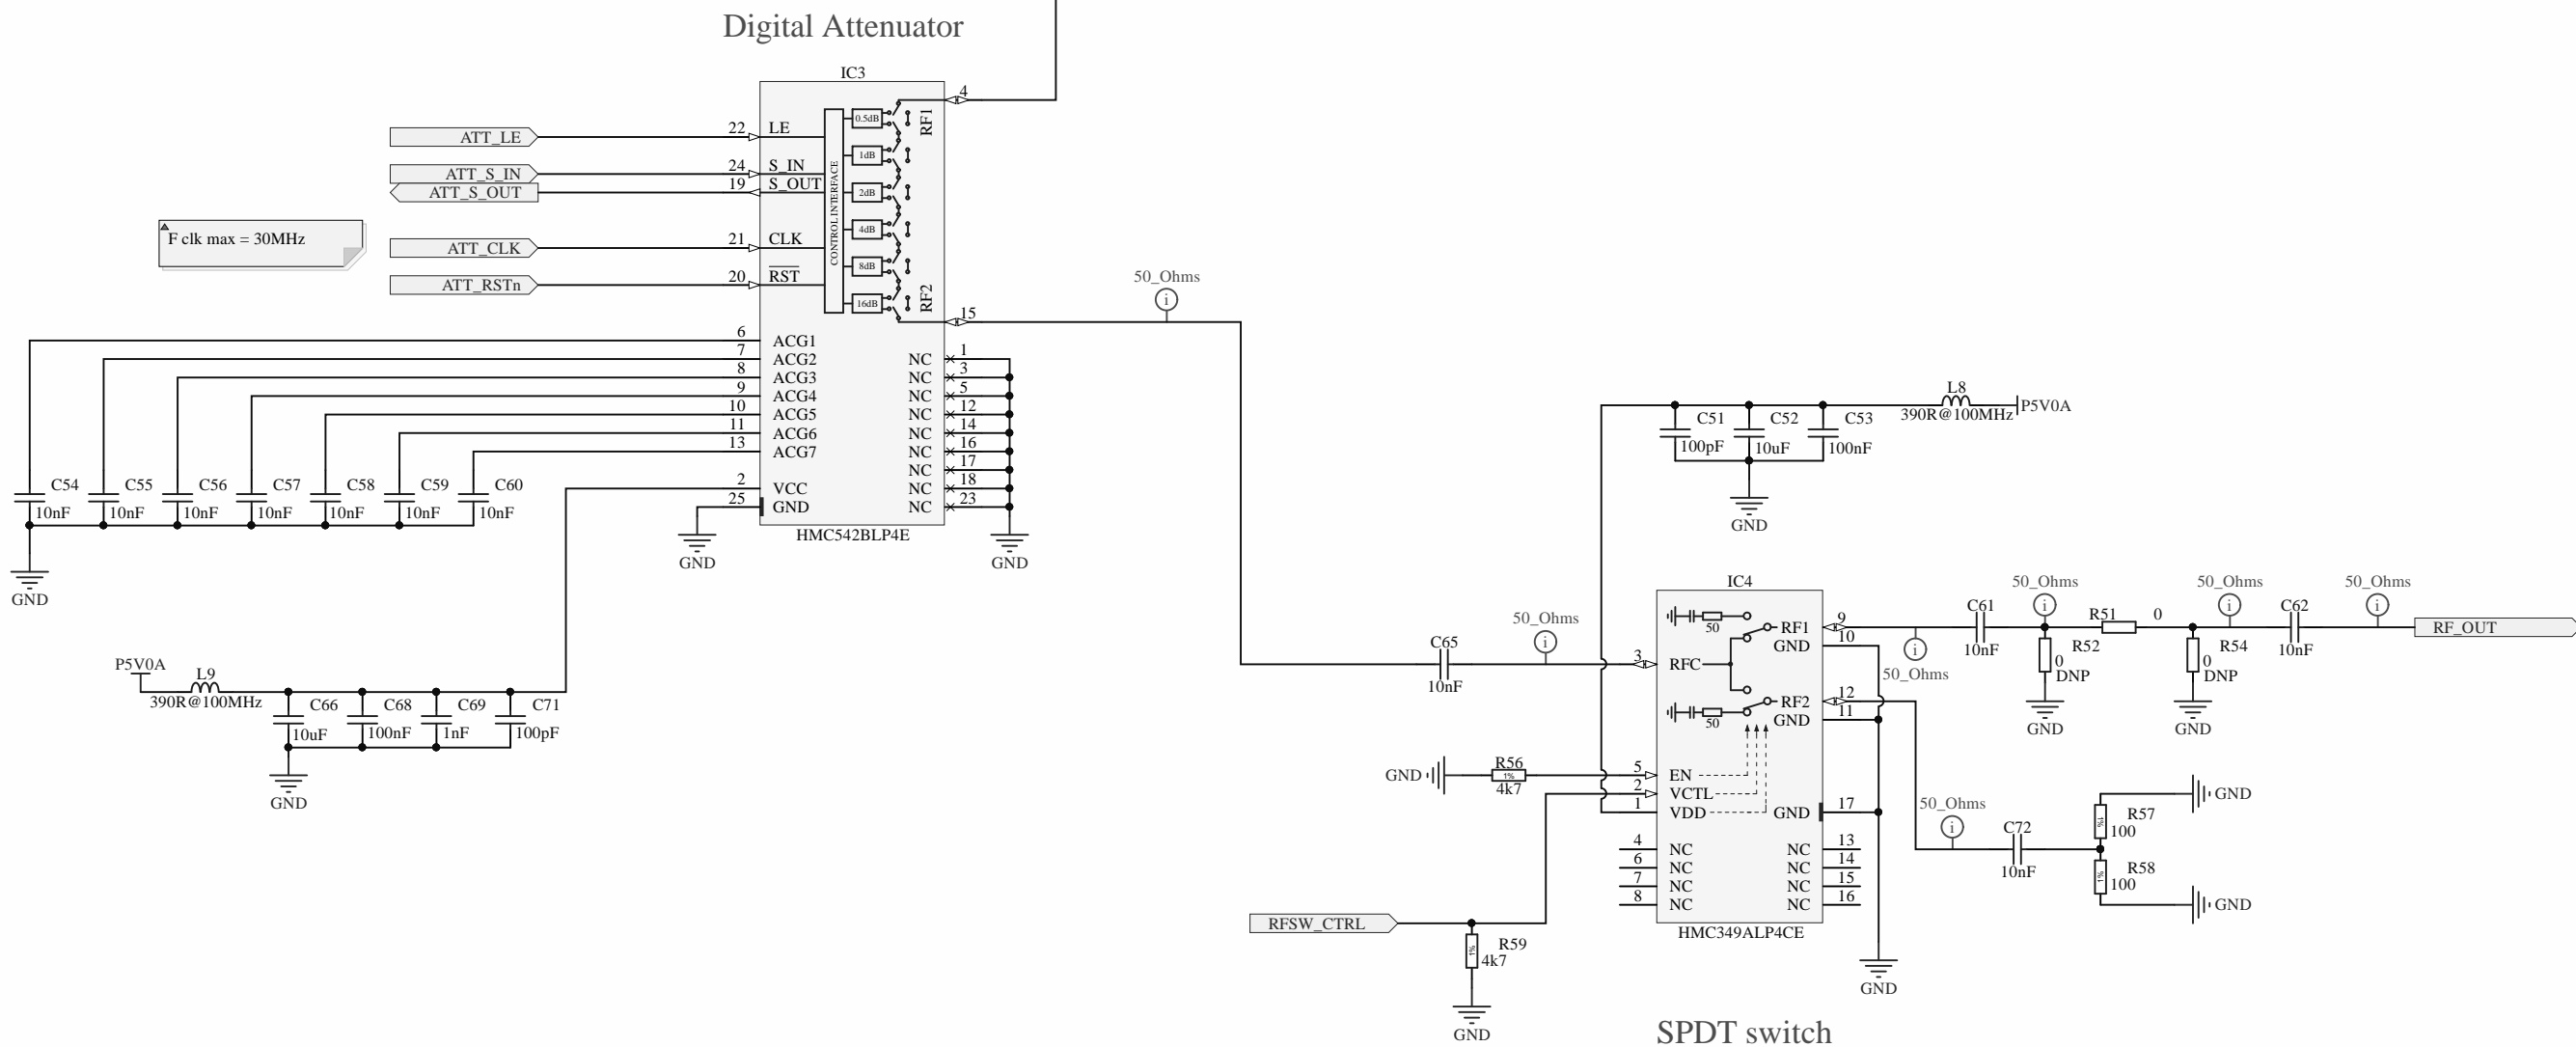 Digital Attenuator
IC3
4
RF1
22 LE
ATT_LE
24 S_IN
ATT_S_IN
19 S_OUT
ATT_S_OUT
F clk max = 30MHz
21 CLK
ATT_CLK
20 RST
ATT_RSTn
CONTROL INTERFACE
0.5dB
1dB
2dB
4dB
8dB
16dB
RF2
15
50_Ohms
i
6 ACG1
7 ACG2
8 ACG3
9 ACG4
10 ACG5
11 ACG6
13 ACG7
2 VCC
25 GND
NC 1
NC 3
NC 5
NC 12
NC 14
NC 16
NC 17
NC 18
NC 23
HMC542BLP4E
GND
GND
C54 10nF
C55 10nF
C56 10nF
C57 10nF
C58 10nF
C59 10nF
C60 10nF
GND
P5V0A
L9
390R@100MHz
C66 10uF
C68 100nF
C69 1nF
C71 100pF
GND
L8
390R@100MHz
P5V0A
C51 100pF
C52 10uF
C53 100nF
GND
IC4
50
RF1 9
GND 10
3 RFC
RF2 12
GND 11
50
5 EN
2 VCTL
1 VDD
GND 17
4 NC
6 NC
7 NC
8 NC
NC 13
NC 14
NC 15
NC 16
HMC349ALP4CE
C65
10nF
50_Ohms
i
GND
R56
1%
4k7
RFSW_CTRL
R59
1%
4k7
GND
GND
C61
10nF
50_Ohms
i
50_Ohms
i
R51 0
R52
0
DNP
GND
50_Ohms
i
R54
0
DNP
GND
C62
10nF
50_Ohms
i
RF_OUT
50_Ohms
i
C72
10nF
R57
1%
100
GND
R58
1%
100
GND
SPDT switch